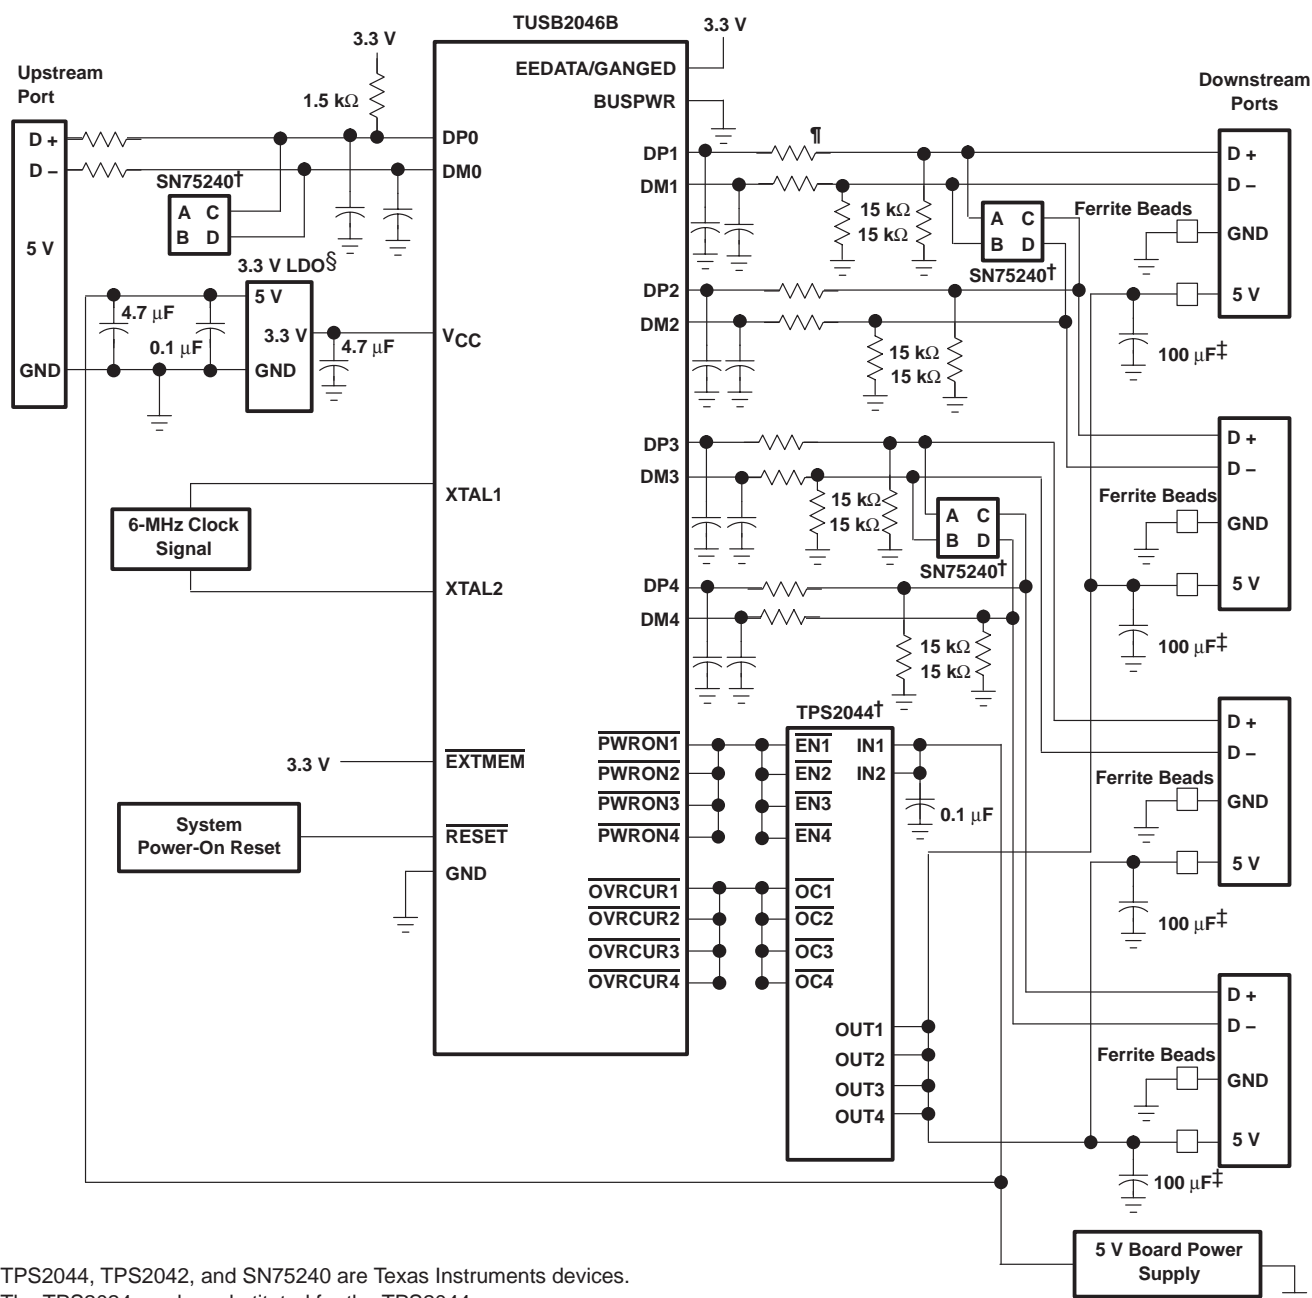 TUSB2046B
3.3 V
3.3 V
Upstream
Port
EEDATA/GANGED
BUSPWR
1.5 kΩ
Downstream
Ports
D +
D –
5 V
GND
DP0
DM0
SN75240†
A C
B D
3.3 V LDO§
5 V
3.3 V
GND
4.7 μF
0.1 μF
4.7 μF
VCC
XTAL1
6-MHz Clock
Signal
XTAL2
3.3 V
EXTMEM
System
Power-On Reset
RESET
GND
DP1
DM1
¶
15 kΩ
15 kΩ
A C
B D
SN75240†
DP2
DM2
15 kΩ
15 kΩ
DP3
DM3
15 kΩ
15 kΩ
A C
B D
SN75240†
DP4
DM4
15 kΩ
15 kΩ
TPS2044†
PWRON1
PWRON2
PWRON3
PWRON4
OVRCUR1
OVRCUR2
OVRCUR3
OVRCUR4
EN1
EN2
EN3
EN4
OC1
OC2
OC3
OC4
IN1
IN2
0.1 μF
OUT1
OUT2
OUT3
OUT4
D +
D –
Ferrite Beads
GND
5 V
100 μF‡
D +
D –
Ferrite Beads
GND
5 V
100 μF‡
D +
D –
Ferrite Beads
GND
5 V
100 μF‡
D +
D –
Ferrite Beads
GND
5 V
100 μF‡
5 V Board Power
Supply
TPS2044, TPS2042, and SN75240 are Texas Instruments devices.